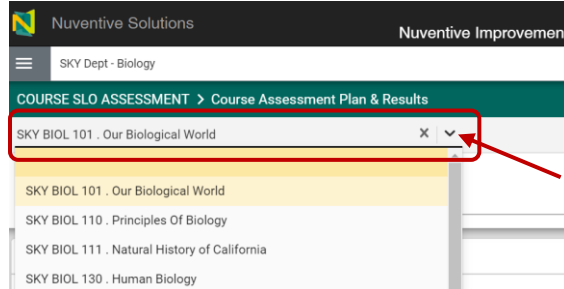 Nuventive Solutions
Nuventive Improvemen
SKY Dept - Biology
COURSE SLO ASSESSMENT > Course Assessment Plan & Results
SKY BIOL 101 . Our Biological World
SKY BIOL 101 . Our Biological World
SKY BIOL 110 . Principles Of Biology
SKY BIOL 111 . Natural History of California
SKY BIOL 130 . Human Biology